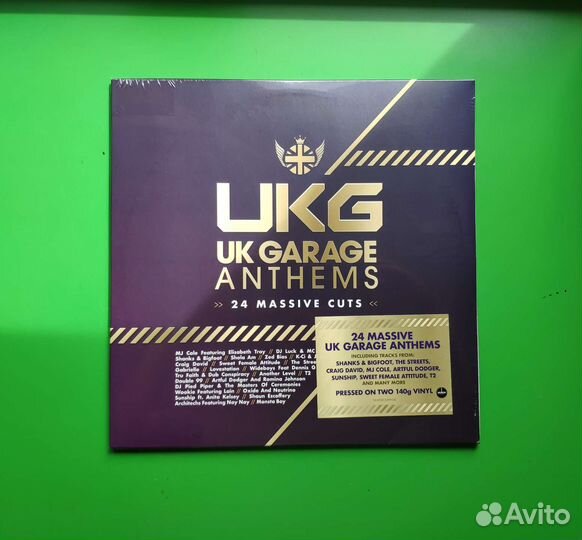 UKG
UK GARAGE
ANTHEMS
>> 24 MASSIVE CUTS <<
MJ Cole Featuring Elisabeth Troy // DJ Luck & MC
Shanks & Bigfoot // Shola Ama // Zed Bias // K-Ci & J
Craig David // Sweet Female Attitude // The Stree
Gabrielle // Lovestation // Wideboys Feat Dennis G
Tru Faith & Dub Conspiracy // Another Level // T2
Double 99 // Artful Dodger And Romina Johnson
DJ Pied Piper & The Masters Of Ceremonies
Wookie Featuring Lain // Oxide And Neutrino
Sunship ft. Anita Kelsey // Shaun Escoffery
Architechs Featuring Nay Nay // Monsta Boy
24 MASSIVE
UK GARAGE ANTHEMS
INCLUDING TRACKS FROM:
SHANKS & BIGFOOT, THE STREETS,
CRAIG DAVID, MJ COLE, ARTFUL DODGER,
SUNSHIP, SWEET FEMALE ATTITUDE, T2
AND MANY MORE
PRESSED ON TWO 140g VINYL
Avito